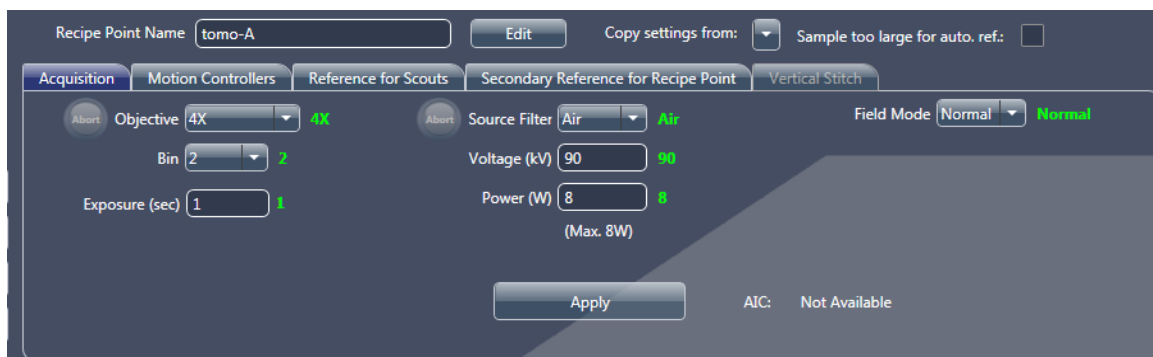 Recipe Point Name tomo-A Edit Copy settings from: Sample too large for auto. ref.:
Acquisition Motion Controllers Reference for Scouts Secondary Reference for Recipe Point Vertical Stitch
Abort Objective 4X 4X Abort Source Filter Air Air Field Mode Normal Normal
Bin 2 2 Voltage (kV) 90 90
Exposure (sec) 1 1 Power (W) 8 8
(Max. 8W)
Apply AIC: Not Available